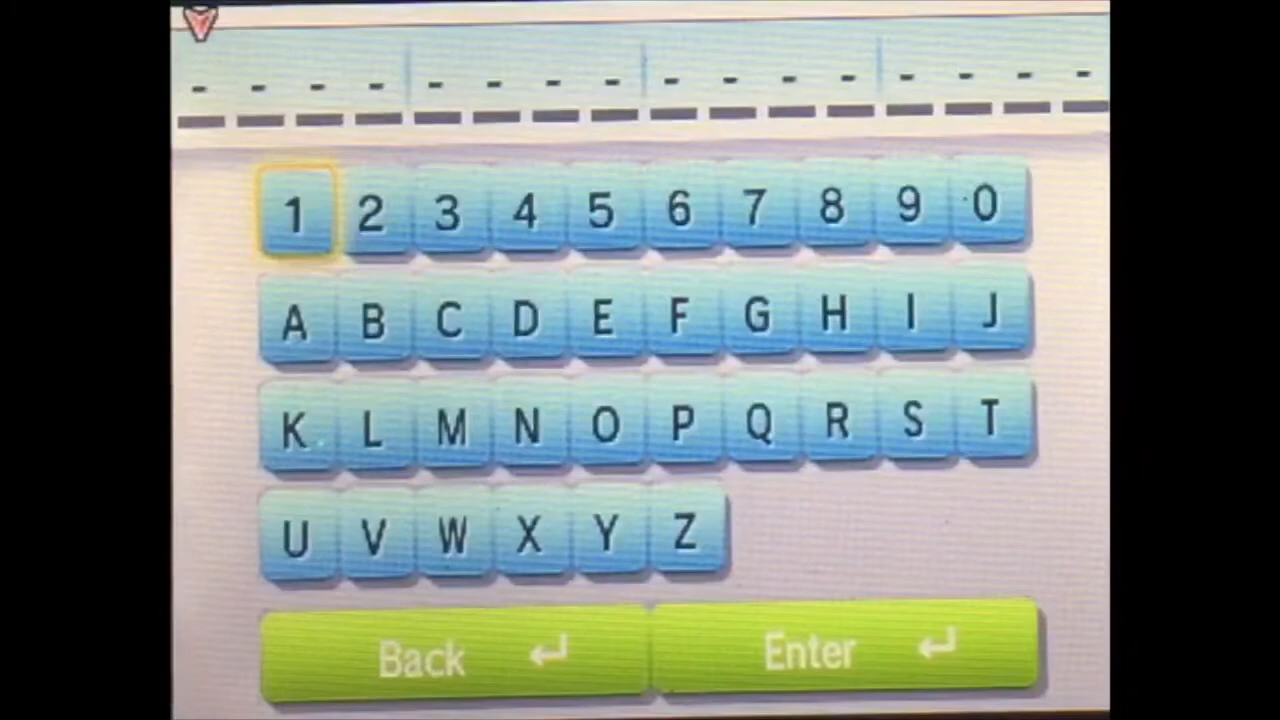 - - - - - - - - - - - - - - - -
1 2 3 4 5 6 7 8 9 0
A B C D E F G H I J
K L M N O P Q R S T
U V W X Y Z
Back Enter